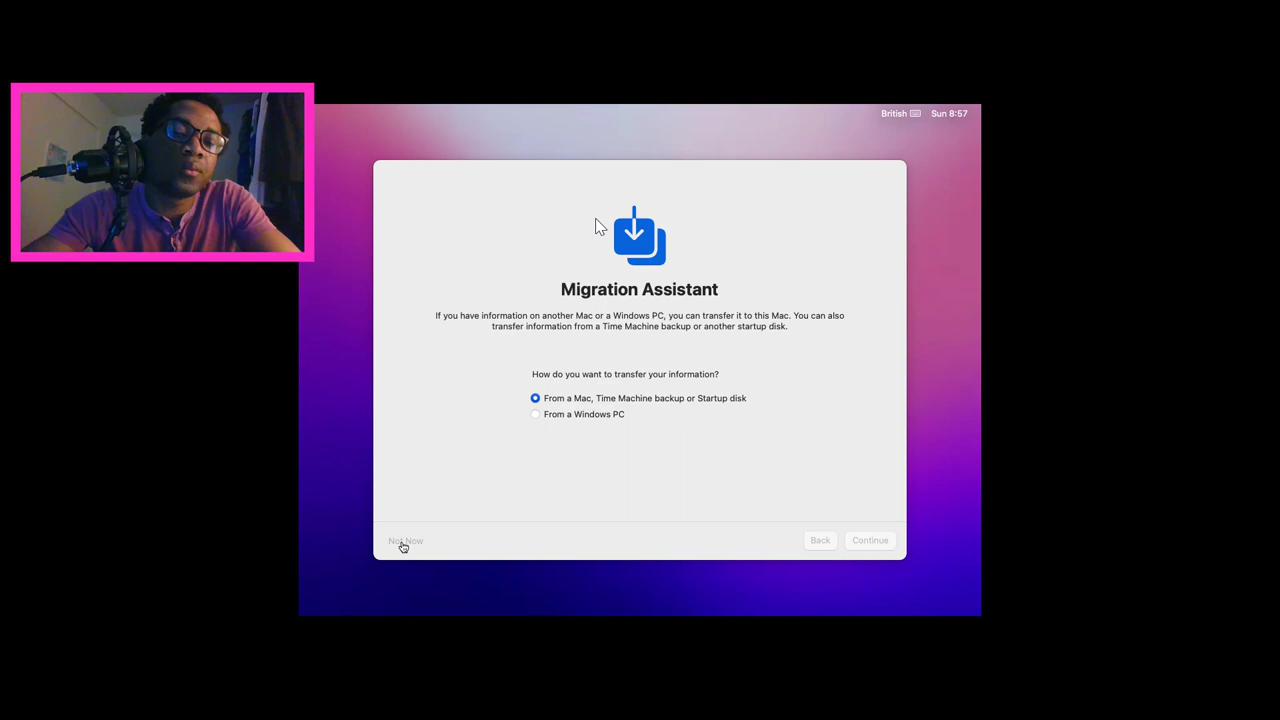 British Sun 8:57
Migration Assistant
If you have information on another Mac or a Windows PC, you can transfer it to this Mac. You can also
transfer information from a Time Machine backup or another startup disk.
How do you want to transfer your information?
From a Mac, Time Machine backup or Startup disk
From a Windows PC
Not Now Back Continue